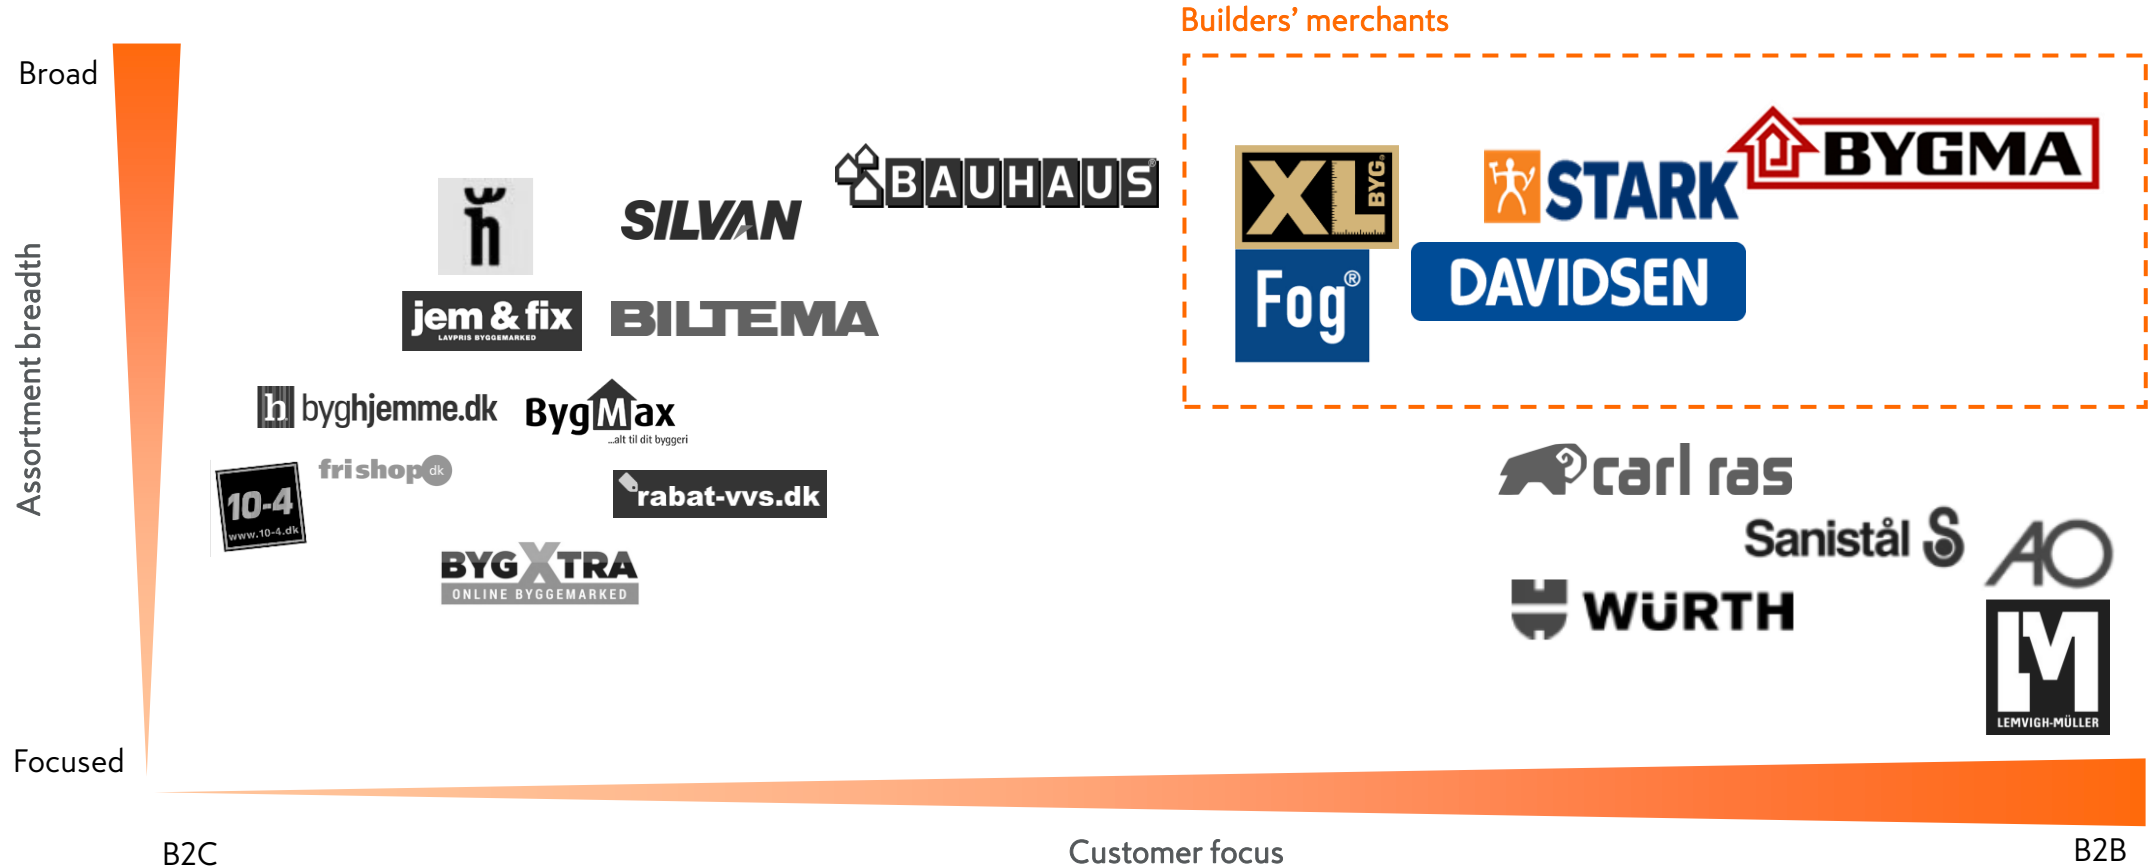 Builders’ merchants
Broad
BYGMA
BAUHAUS®
XL BYG®
STARK
h
SILVAN
DAVIDSEN
Fog®
jem & fix
LAVPRIS BYGGEMARKED
BILTEMA
Assortment breadth
h byghjemme.dk
BygMax
...alt til dit byggeri
frishop dk
carl ras
10-4
www.10-4.dk
rabat-vvs.dk
Sanistål S
AO
BYGXTRA
ONLINE BYGGEMARKED
WÜRTH
LM
LEMVIGH-MÜLLER
Focused
B2C
Customer focus
B2B